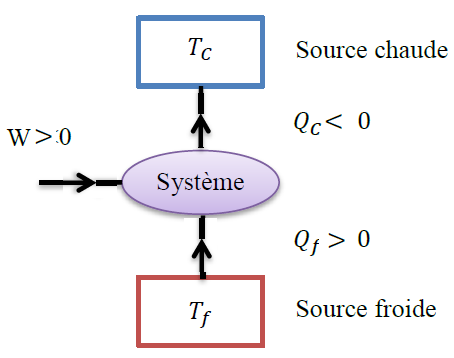 T_C
Source chaude
Q_C < 0
W > 0
Système
Q_f > 0
T_f
Source froide